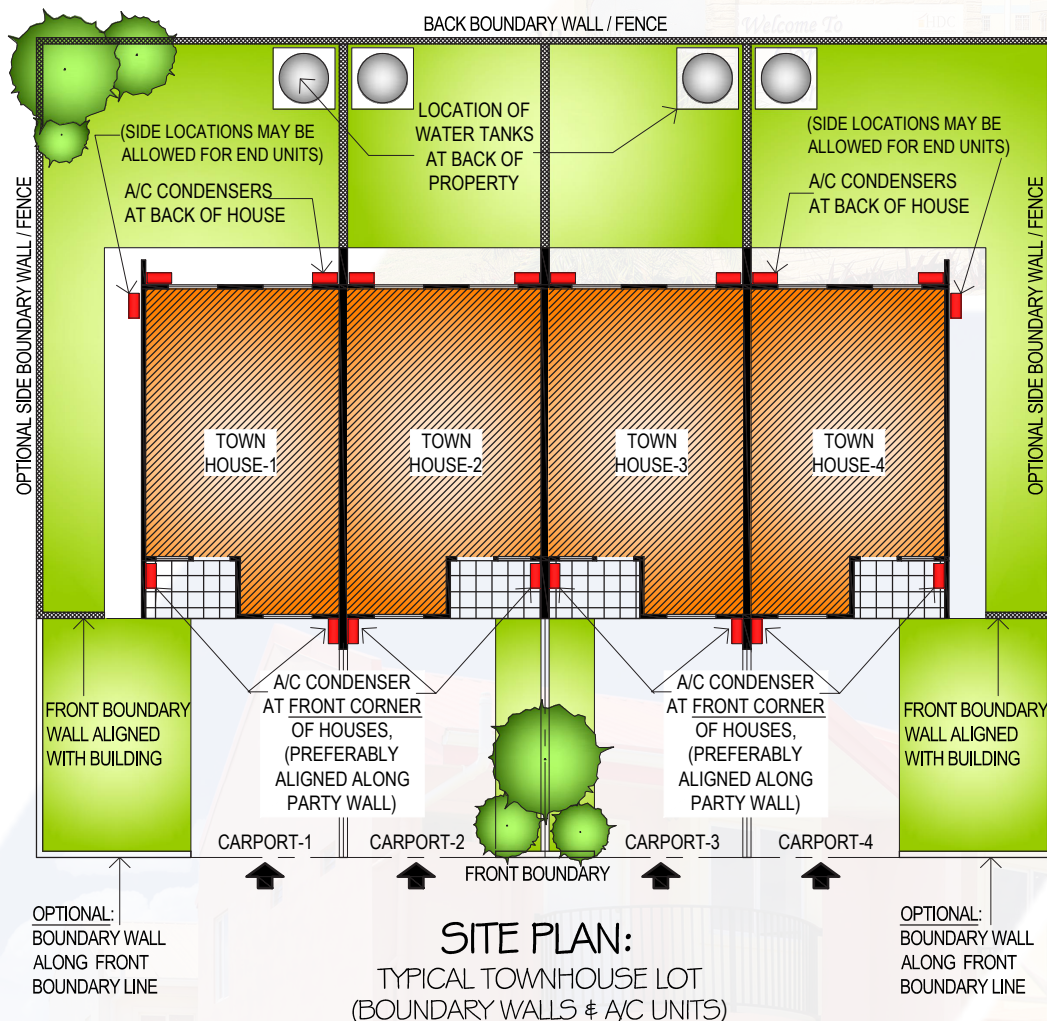 Welcome To
HDC
BACK BOUNDARY WALL / FENCE
LOCATION OF
WATER TANKS
AT BACK OF
PROPERTY
(SIDE LOCATIONS MAY BE
ALLOWED FOR END UNITS)
(SIDE LOCATIONS MAY BE
ALLOWED FOR END UNITS)
A/C CONDENSERS
AT BACK OF HOUSE
A/C CONDENSERS
AT BACK OF HOUSE
OPTIONAL SIDE BOUNDARY WALL / FENCE
OPTIONAL SIDE BOUNDARY WALL / FENCE
TOWN
HOUSE-1
TOWN
HOUSE-2
TOWN
HOUSE-3
TOWN
HOUSE-4
FRONT BOUNDARY
WALL ALIGNED
WITH BUILDING
A/C CONDENSER
AT FRONT CORNER
OF HOUSES,
(PREFERABLY
ALIGNED ALONG
PARTY WALL)
A/C CONDENSER
AT FRONT CORNER
OF HOUSES,
(PREFERABLY
ALIGNED ALONG
PARTY WALL)
FRONT BOUNDARY
WALL ALIGNED
WITH BUILDING
CARPORT-1
CARPORT-2
CARPORT-3
CARPORT-4
FRONT BOUNDARY
OPTIONAL:
BOUNDARY WALL
ALONG FRONT
BOUNDARY LINE
OPTIONAL:
BOUNDARY WALL
ALONG FRONT
BOUNDARY LINE
SITE PLAN:
TYPICAL TOWNHOUSE LOT
(BOUNDARY WALLS & A/C UNITS)